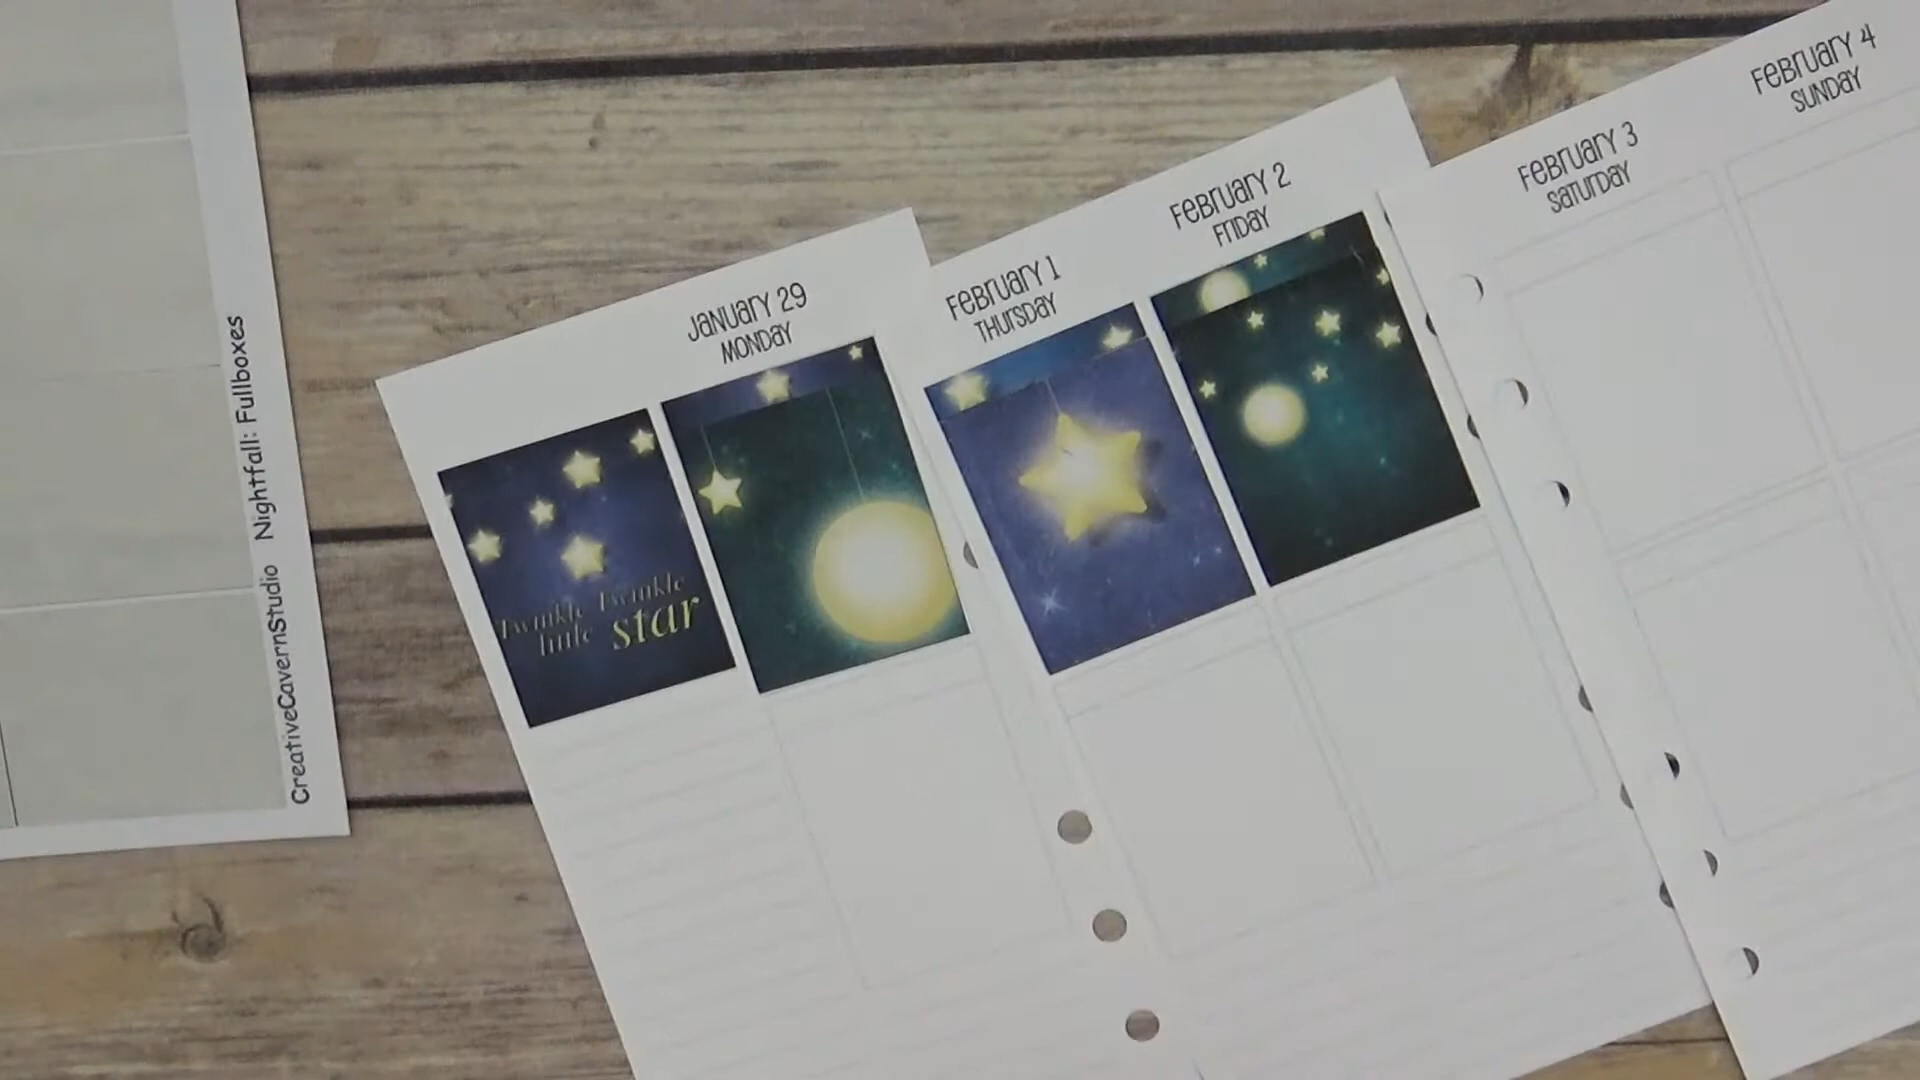 CreativeCavernStudio Nightfall: Fullboxes
January 29
Monday
Twinkle Twinkle
little star
February 1
Thursday
February 2
Friday
February 3
Saturday
February 4
Sunday